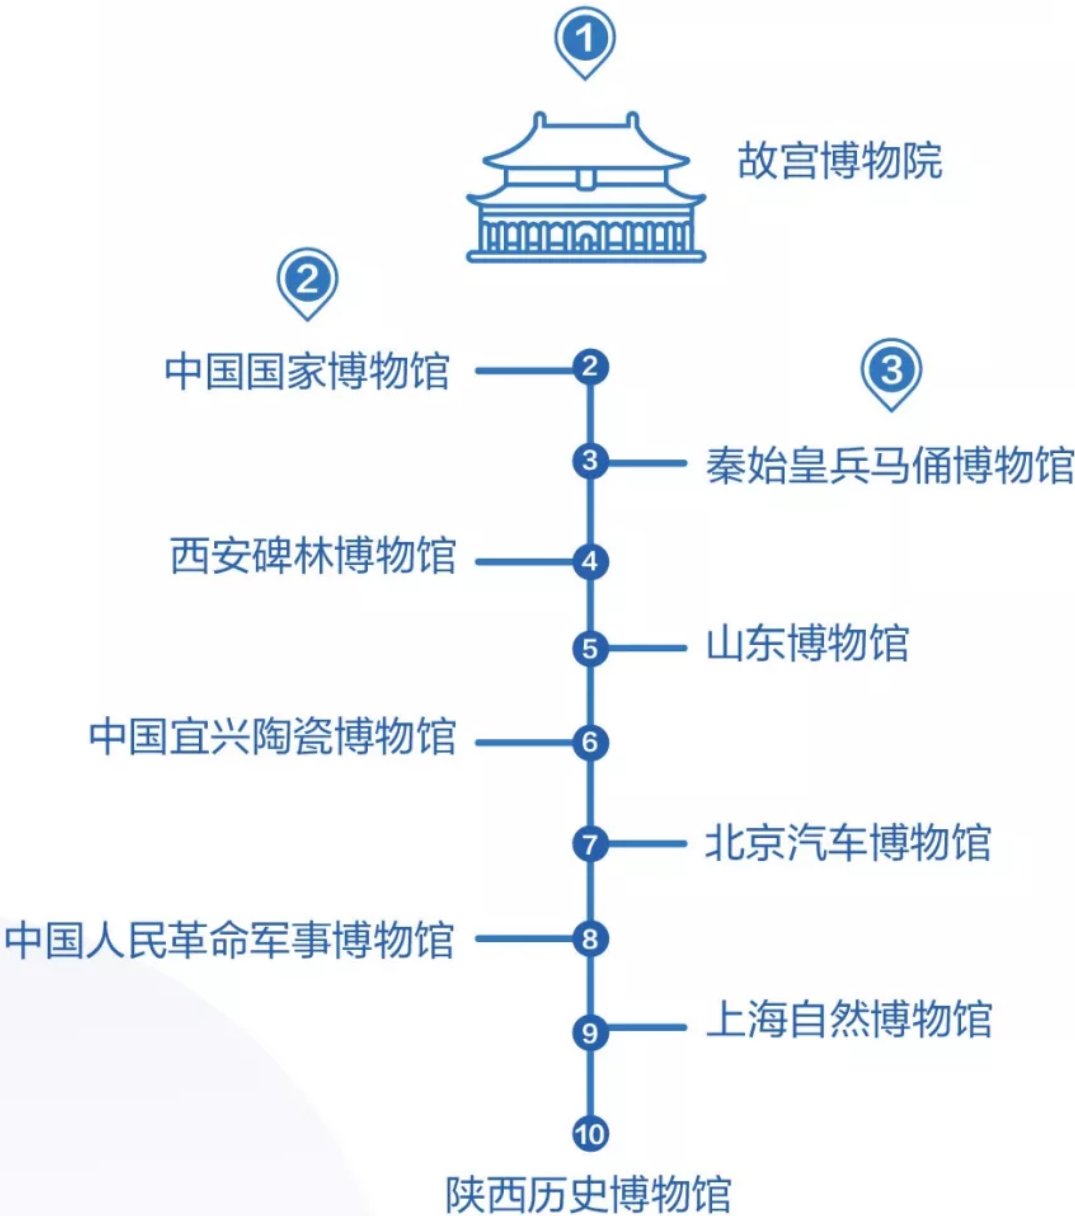 1
故宫博物院
2
中国国家博物馆
2
3
3
秦始皇兵马俑博物馆
西安碑林博物馆
4
5
山东博物馆
中国宜兴陶瓷博物馆
6
7
北京汽车博物馆
中国人民革命军事博物馆
8
9
上海自然博物馆
10
陕西历史博物馆